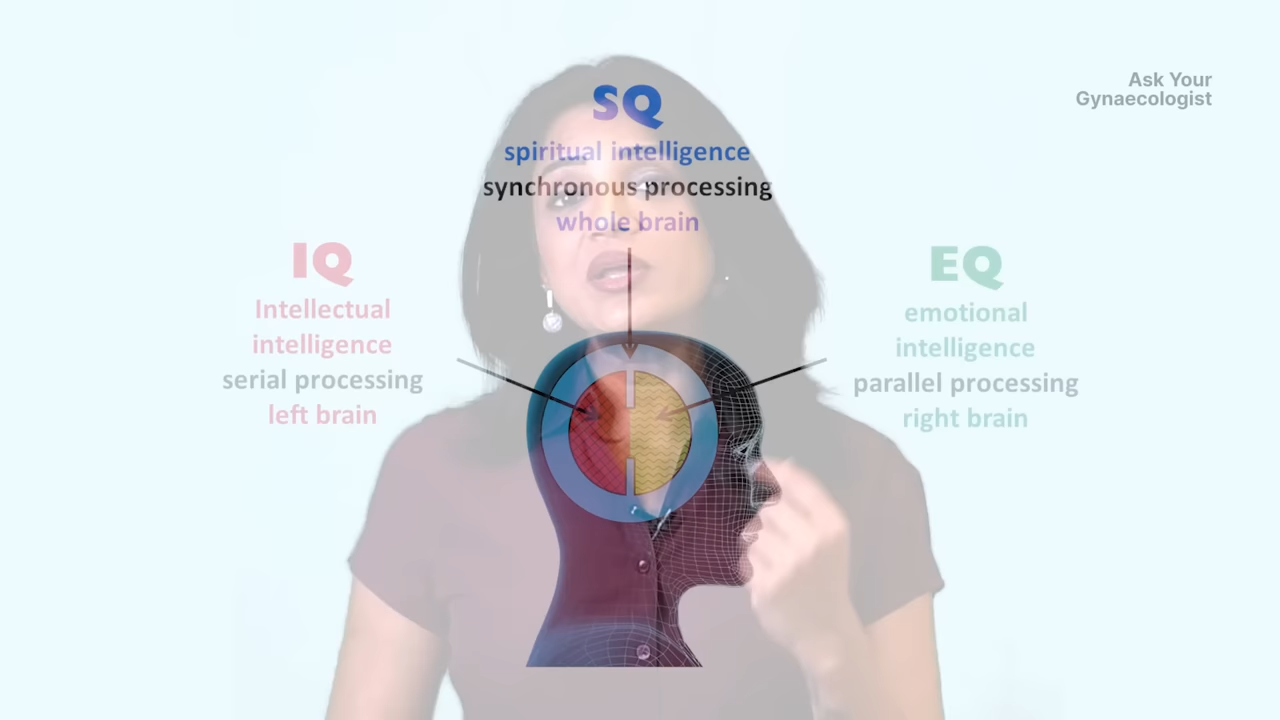 Ask Your
Gynaecologist
SQ
spiritual intelligence
synchronous processing
whole brain
IQ
Intellectual
intelligence
serial processing
left brain
EQ
emotional
intelligence
parallel processing
right brain